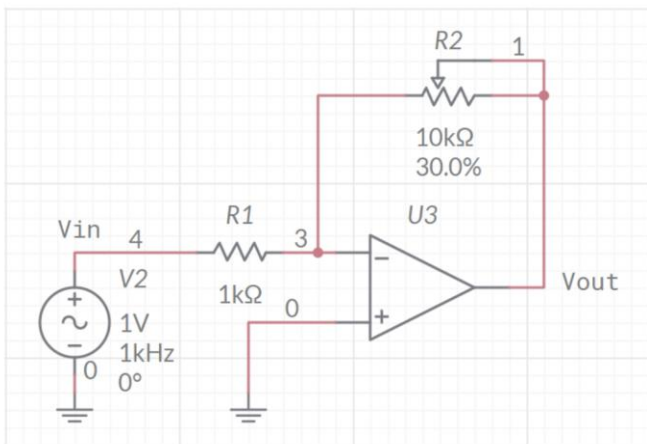 R2
1
10kΩ
30.0%
Vin
4
R1
3
U3
V2
1kΩ
0
Vout
+
1V
−
+
1kHz
−
0
0°